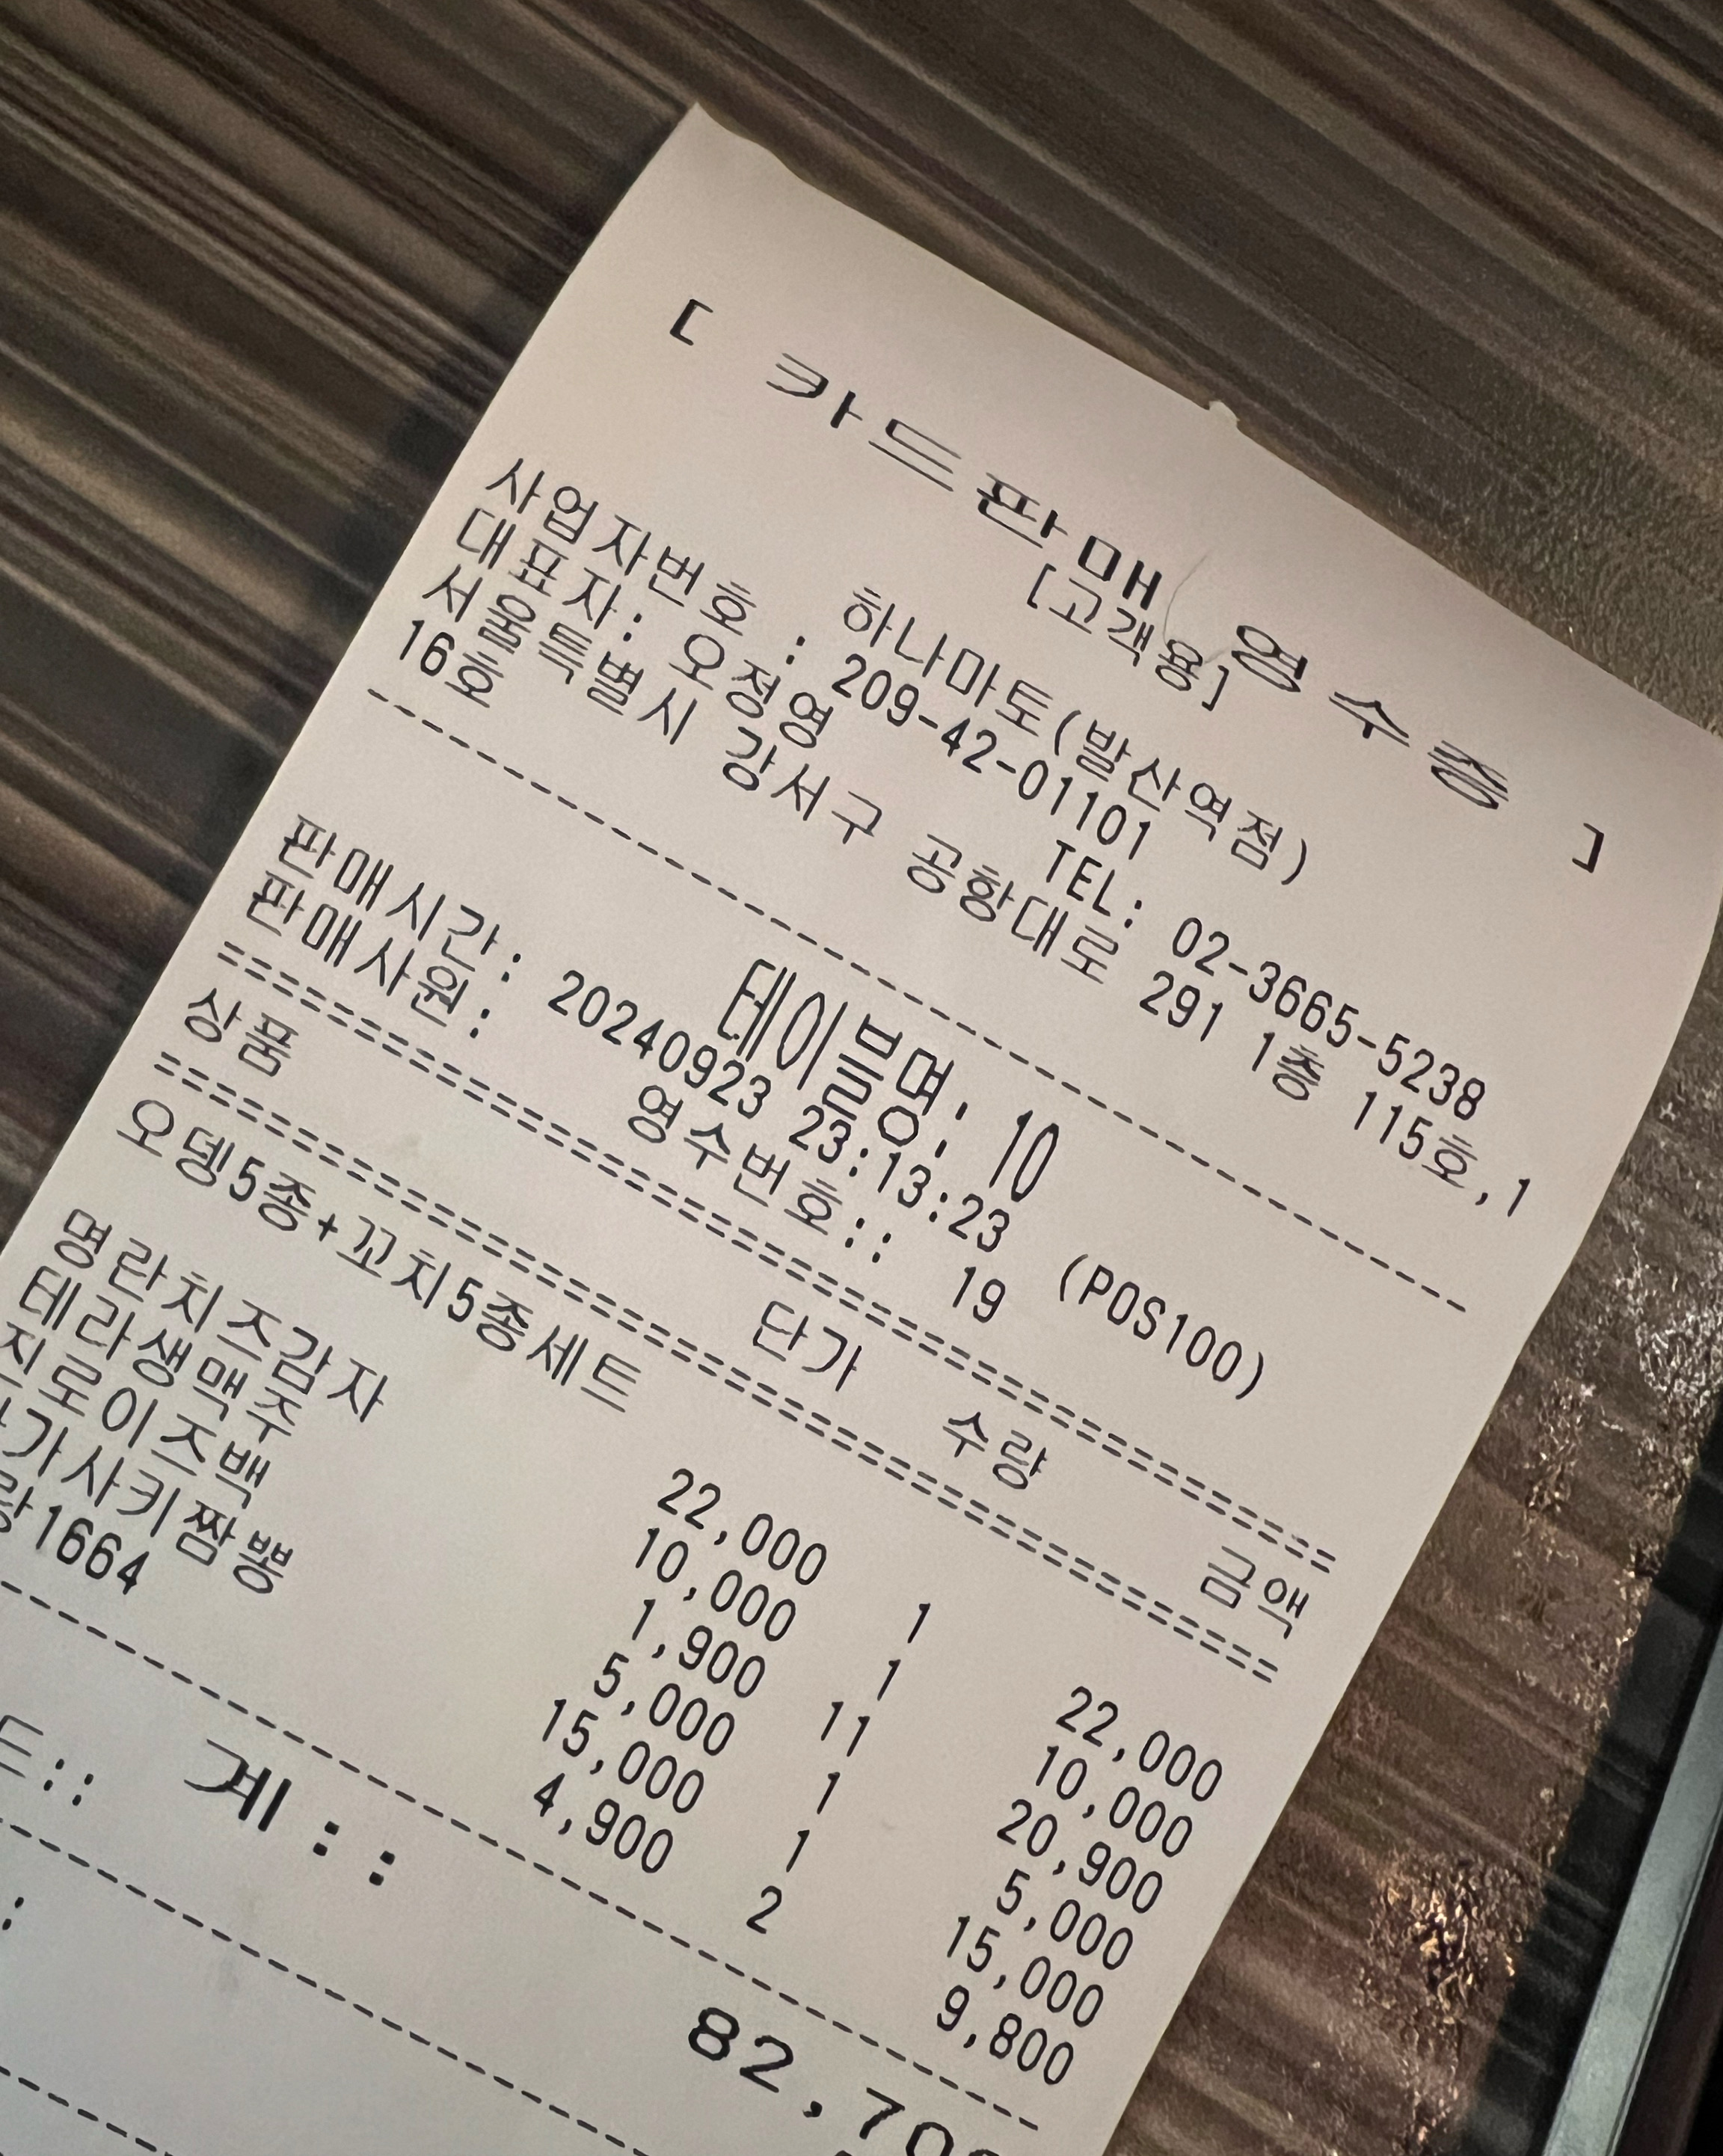 [ 카드판매 영수증 ]
[고객용]
하나마토(발산역점)
사업자번호 : 209-42-01101
대표자: 오정영 TEL: 02-3665-5238
서울특별시 강서구 공항대로 291 1층 115호,1
16호
테이블명: 10
판매시간: 20240923 23:13:23 (POS100)
판매사원: 영수번호:: 19
상품 단가 수량 금액
오뎅5종+꼬치5종세트
22,000 1 22,000
명란치즈감자 10,000 1 10,000
테라생맥주 1,900 11 20,900
진로이즈백 5,000 1 5,000
가사키짬뽕 15,000 1 15,000
1664 4,900 2 9,800
계::
82,70
드::